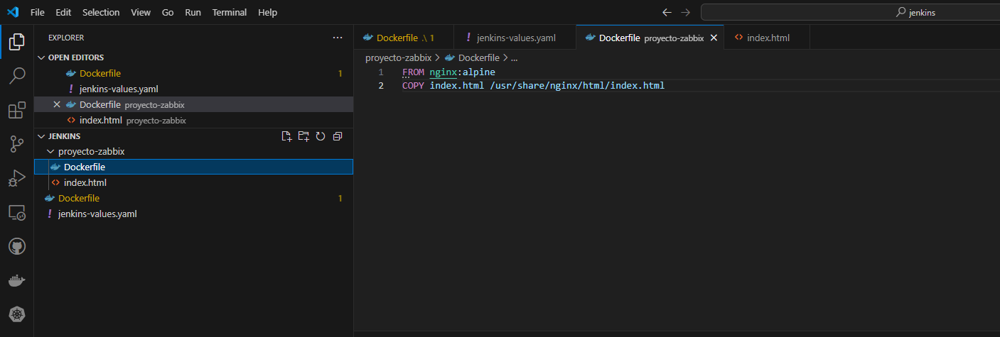 File Edit Selection View Go Run Terminal Help
jenkins
EXPLORER
OPEN EDITORS
Dockerfile 1
jenkins-values.yaml
Dockerfile proyecto-zabbix
index.html proyecto-zabbix
JENKINS
proyecto-zabbix
Dockerfile
index.html
Dockerfile 1
jenkins-values.yaml
Dockerfile .\ 1
jenkins-values.yaml
Dockerfile proyecto-zabbix
index.html
proyecto-zabbix > Dockerfile > ...
1 FROM nginx:alpine
2 COPY index.html /usr/share/nginx/html/index.html